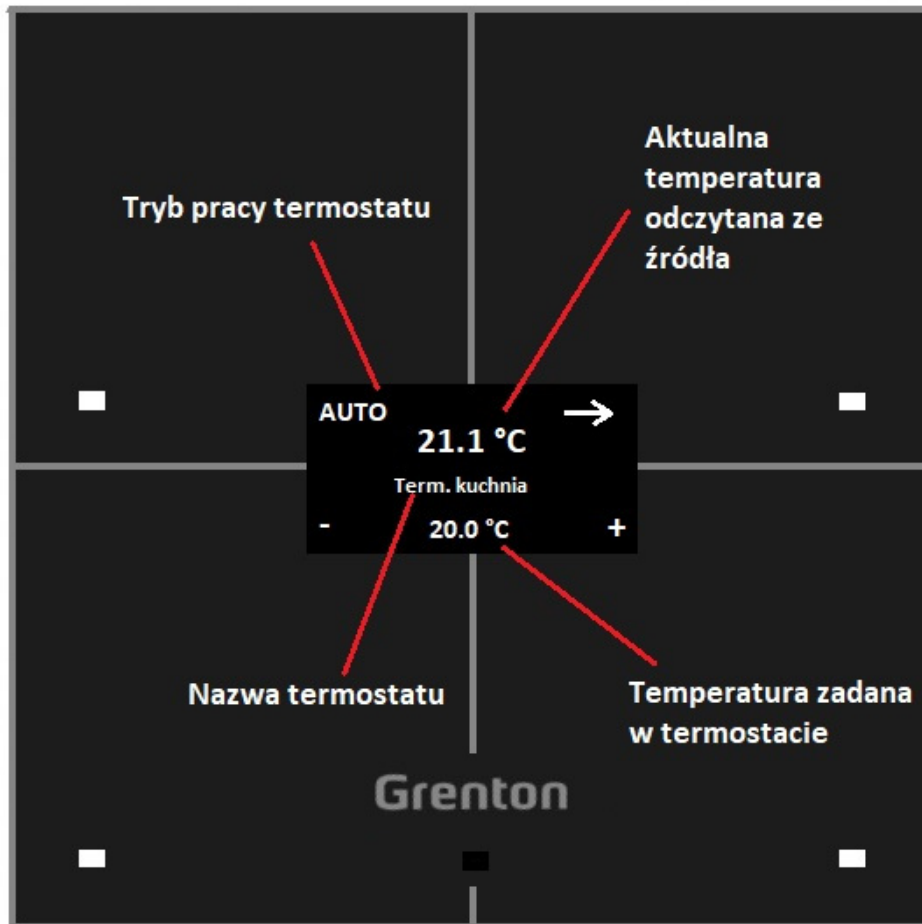 Aktualna
temperatura
odczytana ze
źródła
Tryb pracy termostatu
AUTO
→
21.1 °C
Term. kuchnia
- 20.0 °C +
Nazwa termostatu
Temperatura zadana
w termostacie
Grenton